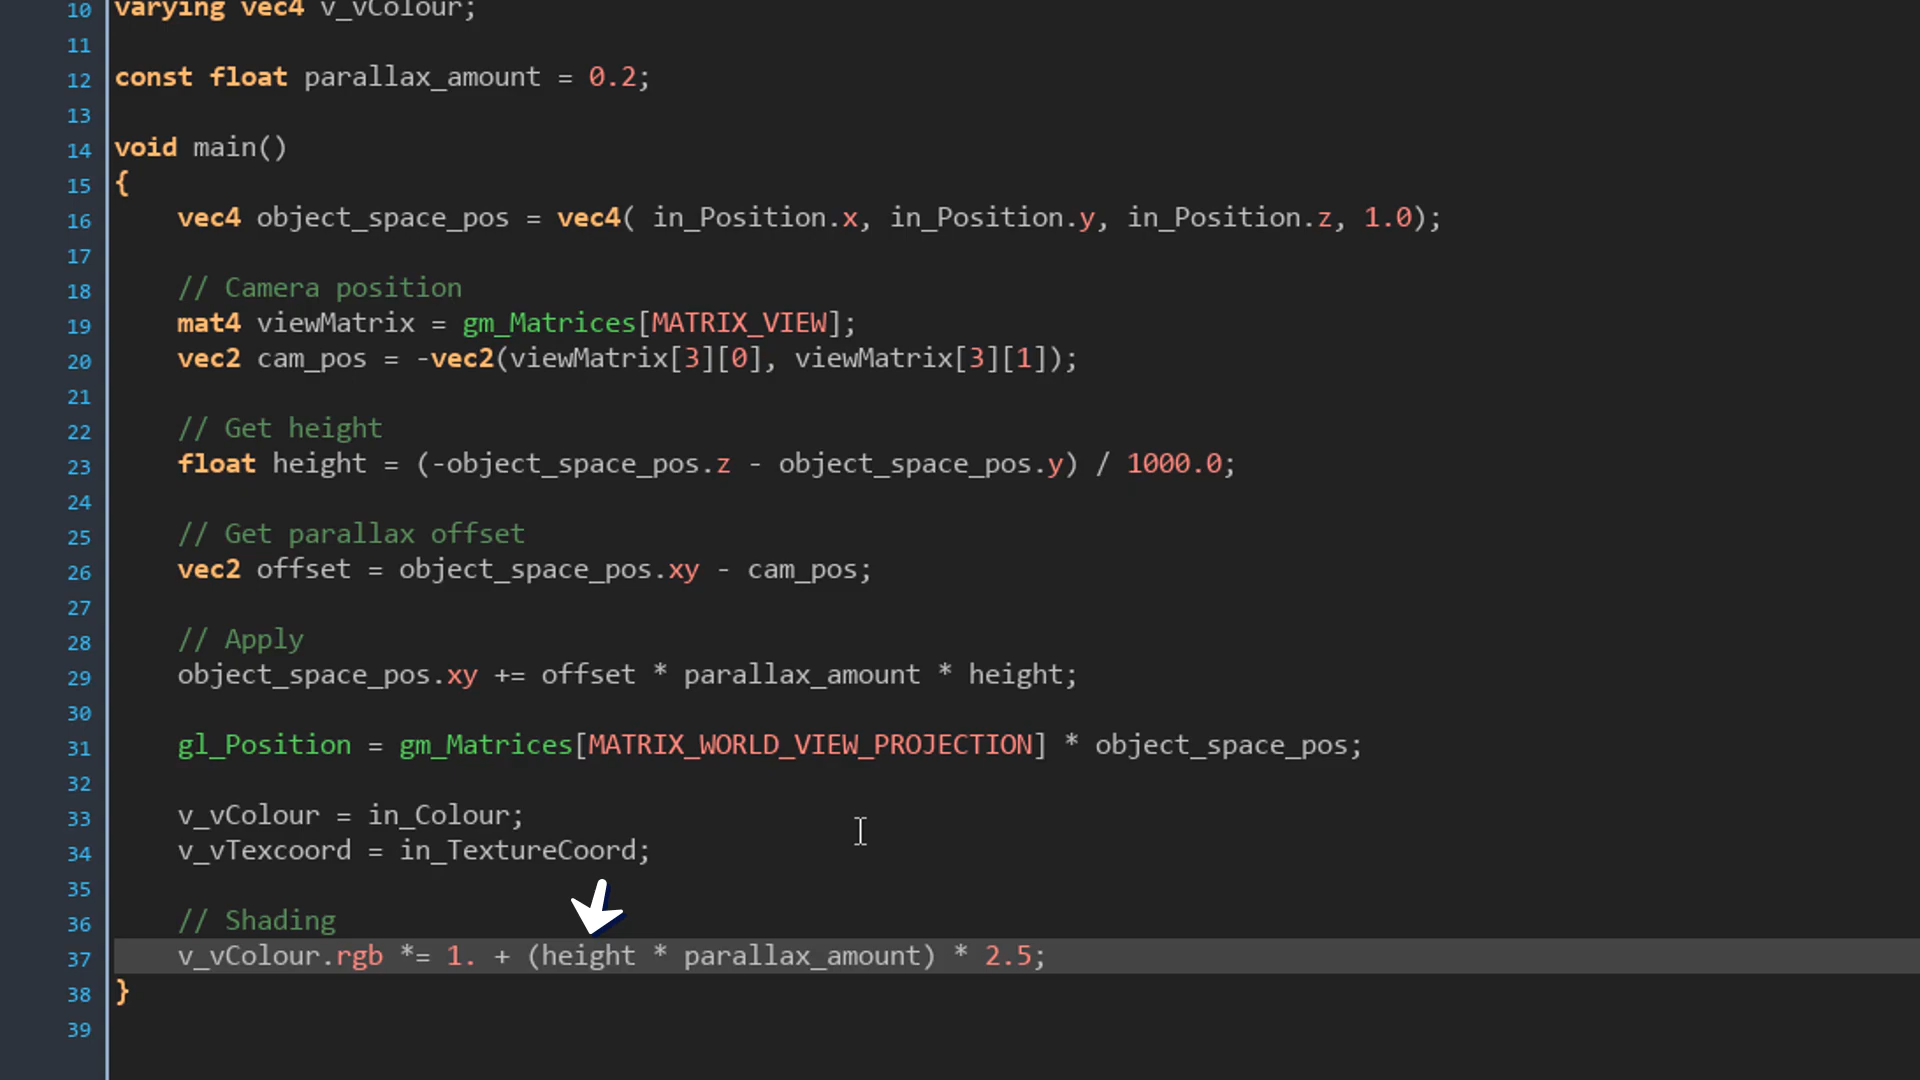 10 varying vec4 v_vColour;
11
12 const float parallax_amount = 0.2;
13
14 void main()
15 {
16     vec4 object_space_pos = vec4( in_Position.x, in_Position.y, in_Position.z, 1.0);
17
18     // Camera position
19     mat4 viewMatrix = gm_Matrices[MATRIX_VIEW];
20     vec2 cam_pos = -vec2(viewMatrix[3][0], viewMatrix[3][1]);
21
22     // Get height
23     float height = (-object_space_pos.z - object_space_pos.y) / 1000.0;
24
25     // Get parallax offset
26     vec2 offset = object_space_pos.xy - cam_pos;
27
28     // Apply
29     object_space_pos.xy += offset * parallax_amount * height;
30
31     gl_Position = gm_Matrices[MATRIX_WORLD_VIEW_PROJECTION] * object_space_pos;
32
33     v_vColour = in_Colour;
34     v_vTexcoord = in_TextureCoord;
35
36     // Shading
37     v_vColour.rgb *= 1. + (height * parallax_amount) * 2.5;
38 }
39